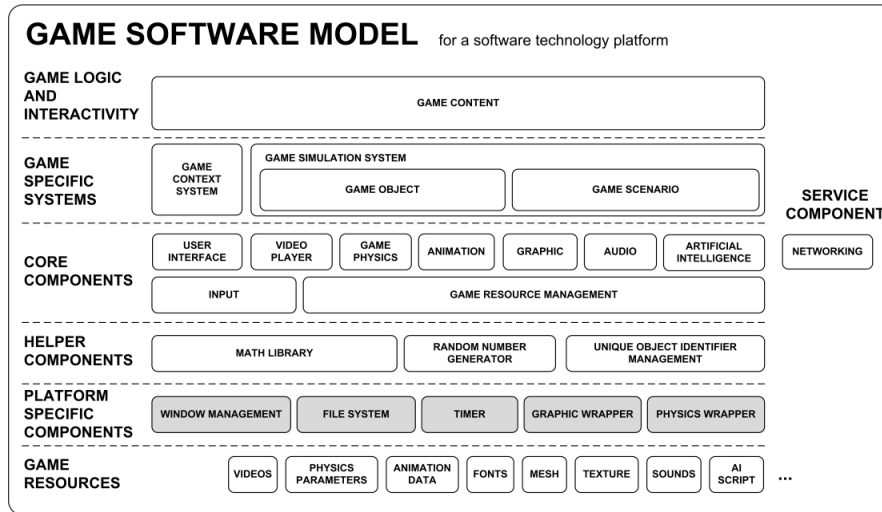 GAME SOFTWARE MODEL for a software technology platform
GAME LOGIC
AND
INTERACTIVITY
GAME CONTENT
GAME
SPECIFIC
SYSTEMS
GAME
CONTEXT
SYSTEM
GAME SIMULATION SYSTEM
GAME OBJECT
GAME SCENARIO
SERVICE
COMPONENT
CORE
COMPONENTS
USER
INTERFACE
VIDEO
PLAYER
GAME
PHYSICS
ANIMATION
GRAPHIC
AUDIO
ARTIFICIAL
INTELLIGENCE
NETWORKING
INPUT
GAME RESOURCE MANAGEMENT
HELPER
COMPONENTS
MATH LIBRARY
RANDOM NUMBER
GENERATOR
UNIQUE OBJECT IDENTIFIER
MANAGEMENT
PLATFORM
SPECIFIC
COMPONENTS
WINDOW MANAGEMENT
FILE SYSTEM
TIMER
GRAPHIC WRAPPER
PHYSICS WRAPPER
GAME
RESOURCES
VIDEOS
PHYSICS
PARAMETERS
ANIMATION
DATA
FONTS
MESH
TEXTURE
SOUNDS
AI
SCRIPT
...